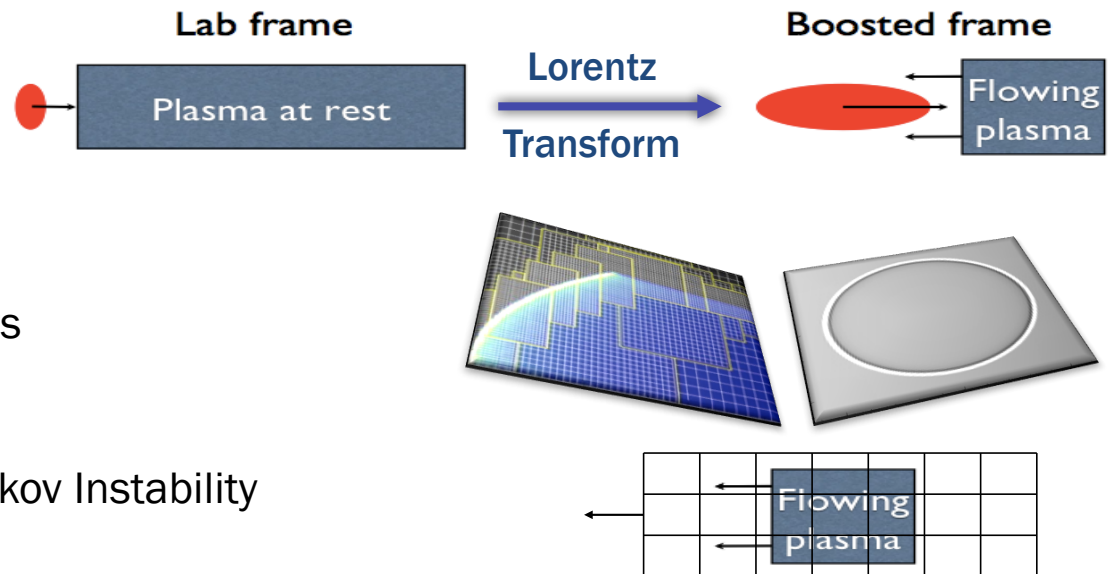 Lab frame
Boosted frame
Plasma at rest
Lorentz
Transform
Flowing
plasma
s
kov Instability
Flowing
plasma